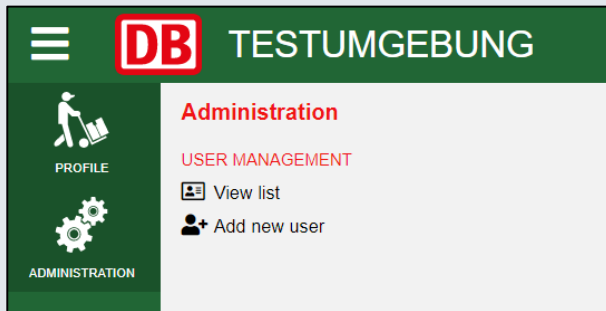 DB TESTUMGEBUNG
PROFILE
ADMINISTRATION
Administration
USER MANAGEMENT
View list
Add new user